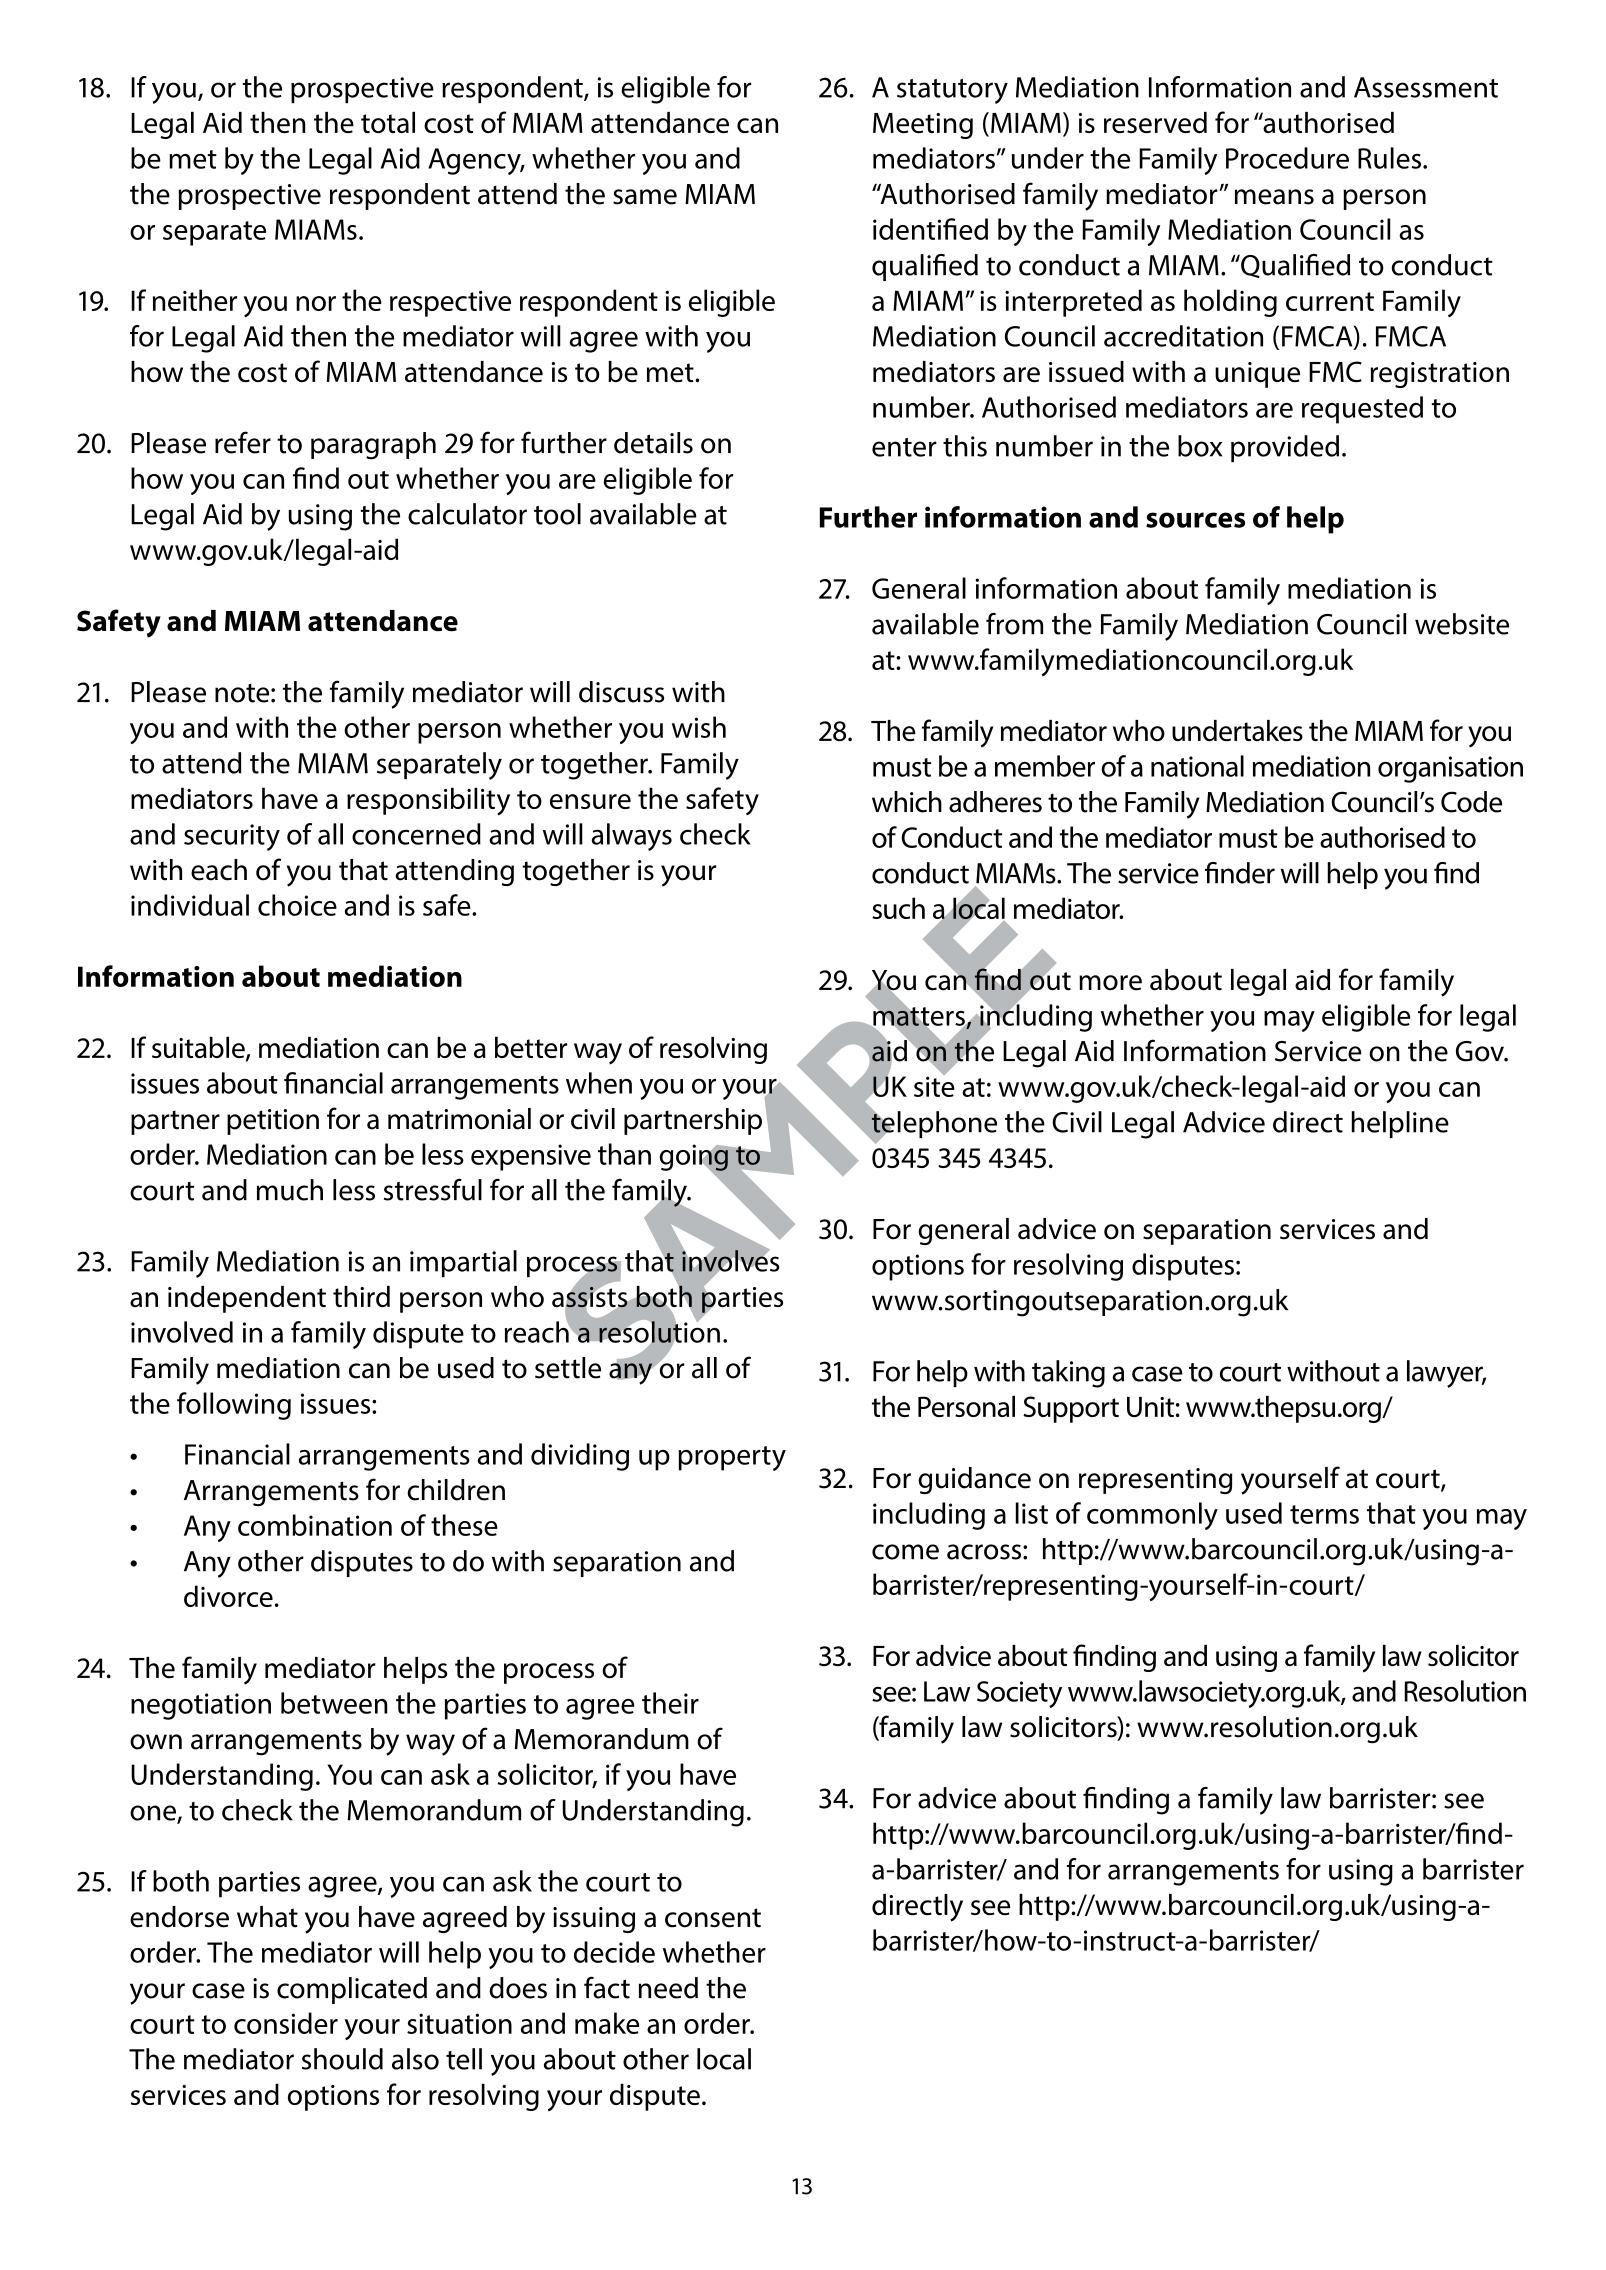 18. If you, or the prospective respondent, is eligible for
Legal Aid then the total cost of MIAM attendance can
be met by the Legal Aid Agency, whether you and
the prospective respondent attend the same MIAM
or separate MIAMs.
19. If neither you nor the respective respondent is eligible
for Legal Aid then the mediator will agree with you
how the cost of MIAM attendance is to be met.
20. Please refer to paragraph 29 for further details on
how you can find out whether you are eligible for
Legal Aid by using the calculator tool available at
www.gov.uk/legal-aid
Safety and MIAM attendance
21. Please note: the family mediator will discuss with
you and with the other person whether you wish
to attend the MIAM separately or together. Family
mediators have a responsibility to ensure the safety
and security of all concerned and will always check
with each of you that attending together is your
individual choice and is safe.
Information about mediation
22. If suitable, mediation can be a better way of resolving
issues about financial arrangements when you or your
partner petition for a matrimonial or civil partnership
order. Mediation can be less expensive than going to
court and much less stressful for all the family.
23. Family Mediation is an impartial process that involves
an independent third person who assists both parties
involved in a family dispute to reach a resolution.
Family mediation can be used to settle any or all of
the following issues:
• Financial arrangements and dividing up property
• Arrangements for children
• Any combination of these
• Any other disputes to do with separation and
divorce.
24. The family mediator helps the process of
negotiation between the parties to agree their
own arrangements by way of a Memorandum of
Understanding. You can ask a solicitor, if you have
one, to check the Memorandum of Understanding.
25. If both parties agree, you can ask the court to
endorse what you have agreed by issuing a consent
order. The mediator will help you to decide whether
your case is complicated and does in fact need the
court to consider your situation and make an order.
The mediator should also tell you about other local
services and options for resolving your dispute.
26. A statutory Mediation Information and Assessment
Meeting (MIAM) is reserved for “authorised
mediators” under the Family Procedure Rules.
“Authorised family mediator” means a person
identified by the Family Mediation Council as
qualified to conduct a MIAM. “Qualified to conduct
a MIAM” is interpreted as holding current Family
Mediation Council accreditation (FMCA). FMCA
mediators are issued with a unique FMC registration
number. Authorised mediators are requested to
enter this number in the box provided.
Further information and sources of help
27. General information about family mediation is
available from the Family Mediation Council website
at: www.familymediationcouncil.org.uk
28. The family mediator who undertakes the MIAM for you
must be a member of a national mediation organisation
which adheres to the Family Mediation Council’s Code
of Conduct and the mediator must be authorised to
conduct MIAMs. The service finder will help you find
such a local mediator.
29. You can find out more about legal aid for family
matters, including whether you may eligible for legal
aid on the Legal Aid Information Service on the Gov.
UK site at: www.gov.uk/check-legal-aid or you can
telephone the Civil Legal Advice direct helpline
0345 345 4345.
30. For general advice on separation services and
options for resolving disputes:
www.sortingoutseparation.org.uk
31. For help with taking a case to court without a lawyer,
the Personal Support Unit: www.thepsu.org/
32. For guidance on representing yourself at court,
including a list of commonly used terms that you may
come across: http://www.barcouncil.org.uk/using-a-
barrister/representing-yourself-in-court/
33. For advice about finding and using a family law solicitor
see: Law Society www.lawsociety.org.uk, and Resolution
(family law solicitors): www.resolution.org.uk
34. For advice about finding a family law barrister: see
http://www.barcouncil.org.uk/using-a-barrister/find-
a-barrister/ and for arrangements for using a barrister
directly see http://www.barcouncil.org.uk/using-a-
barrister/how-to-instruct-a-barrister/
SAMPLE
13